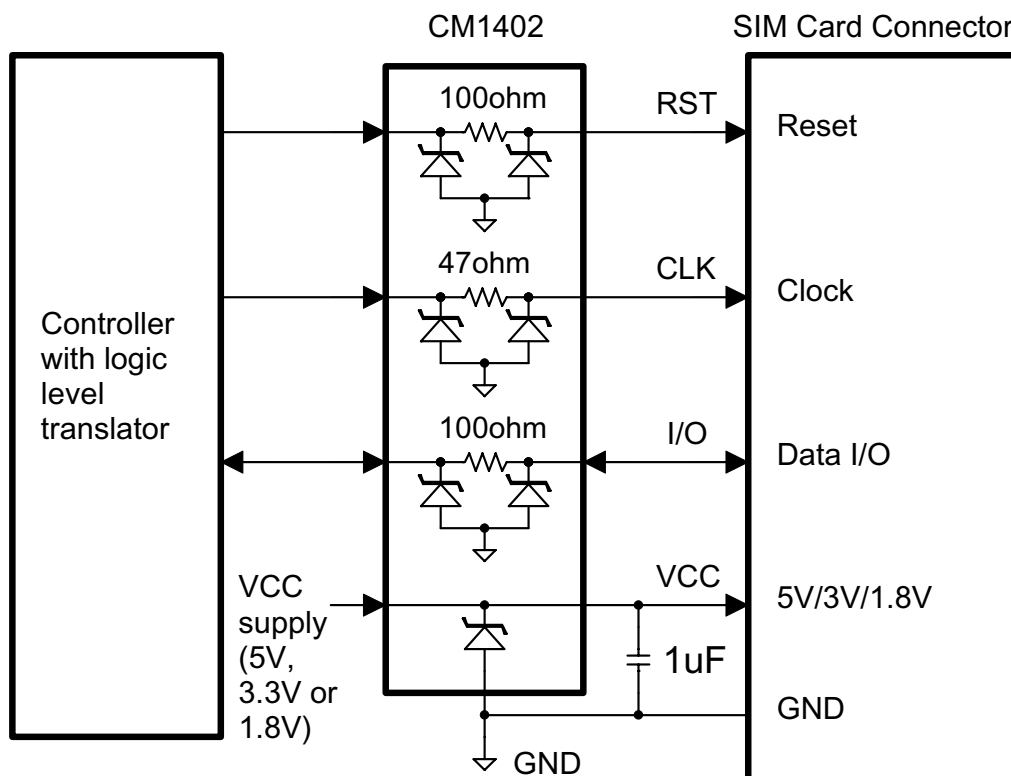 CM1402
SIM Card Connector
100ohm
RST
Reset
47ohm
CLK
Clock
Controller
with logic
level
translator
100ohm
I/O
Data I/O
VCC
supply
(5V,
3.3V or
1.8V)
VCC
5V/3V/1.8V
1uF
GND
GND